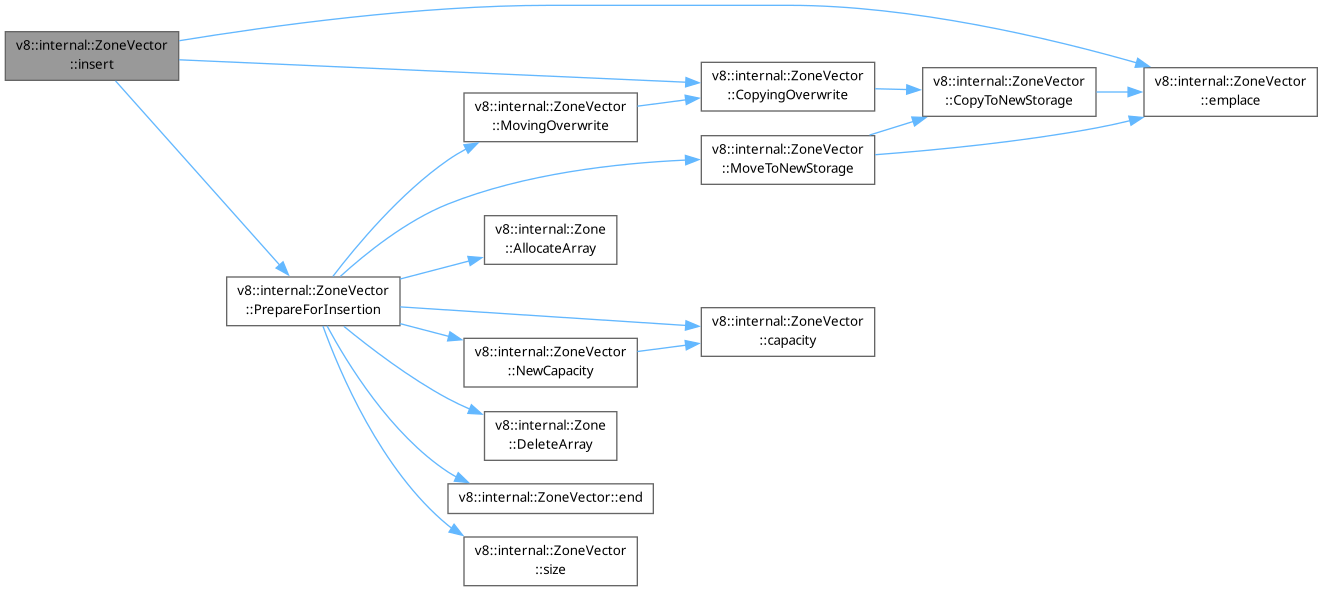 v8::internal::ZoneVector
::insert
v8::internal::ZoneVector
::PrepareForInsertion
v8::internal::ZoneVector
::MovingOverwrite
v8::internal::ZoneVector
::CopyingOverwrite
v8::internal::ZoneVector
::CopyToNewStorage
v8::internal::ZoneVector
::emplace
v8::internal::ZoneVector
::MoveToNewStorage
v8::internal::Zone
::AllocateArray
v8::internal::ZoneVector
::capacity
v8::internal::ZoneVector
::NewCapacity
v8::internal::Zone
::DeleteArray
v8::internal::ZoneVector::end
v8::internal::ZoneVector
::size